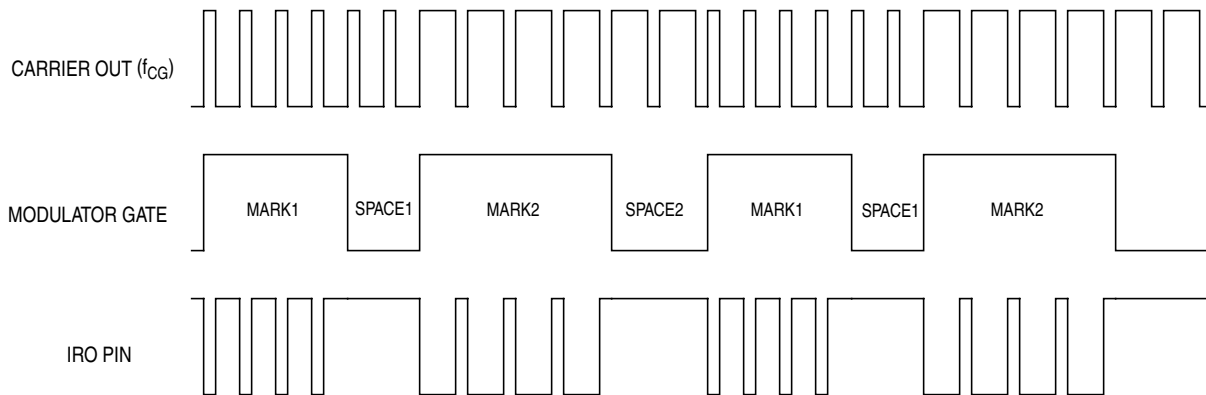 CARRIER OUT (fCG)
MODULATOR GATE
MARK1
SPACE1
MARK2
SPACE2
MARK1
SPACE1
MARK2
IRO PIN